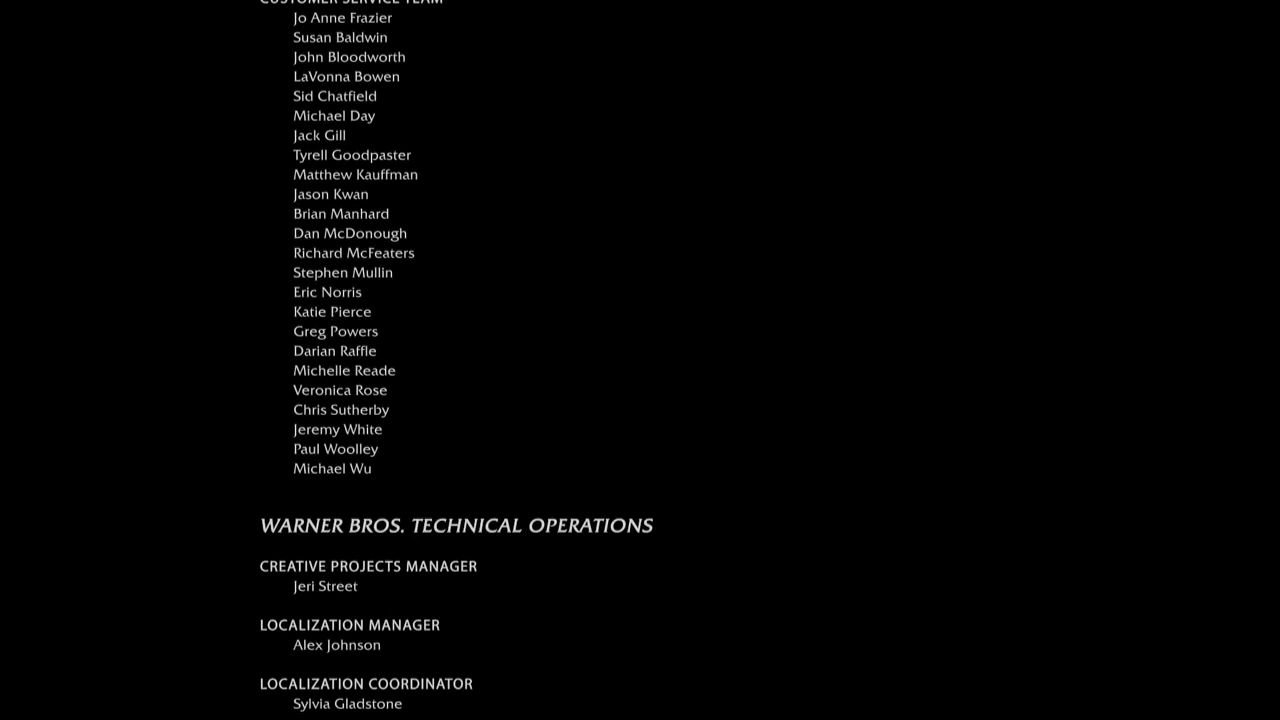 CUSTOMER SERVICE TEAM
Jo Anne Frazier
Susan Baldwin
John Bloodworth
LaVonna Bowen
Sid Chatfield
Michael Day
Jack Gill
Tyrell Goodpaster
Matthew Kauffman
Jason Kwan
Brian Manhard
Dan McDonough
Richard McFeaters
Stephen Mullin
Eric Norris
Katie Pierce
Greg Powers
Darian Raffle
Michelle Reade
Veronica Rose
Chris Sutherby
Jeremy White
Paul Woolley
Michael Wu
WARNER BROS. TECHNICAL OPERATIONS
CREATIVE PROJECTS MANAGER
Jeri Street
LOCALIZATION MANAGER
Alex Johnson
LOCALIZATION COORDINATOR
Sylvia Gladstone